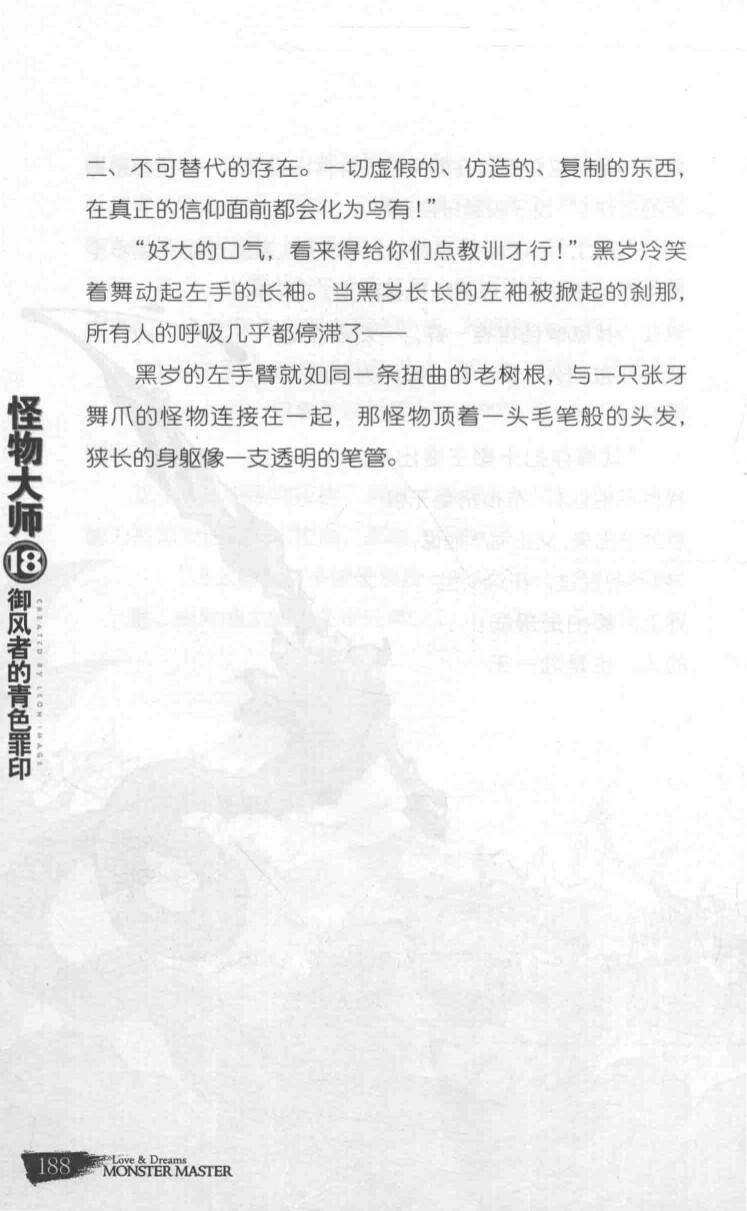 二、不可替代的存在。一切虚假的、仿造的、复制的东西，
在真正的信仰面前都会化为乌有！”
“好大的口气，看来得给你们点教训才行！”黑岁冷笑
着舞动起左手的长袖。当黑岁长长的左袖被掀起的刹那，
所有人的呼吸几乎都停滞了——
黑岁的左手臂就如同一条扭曲的老树根，与一只张牙
舞爪的怪物连接在一起，那怪物顶着一头毛笔般的头发，
狭长的身躯像一支透明的笔管。
怪物大师
18
御风者的青色罪印
CREATED BY LEON IMAGE
188
Love & Dreams
MONSTER MASTER